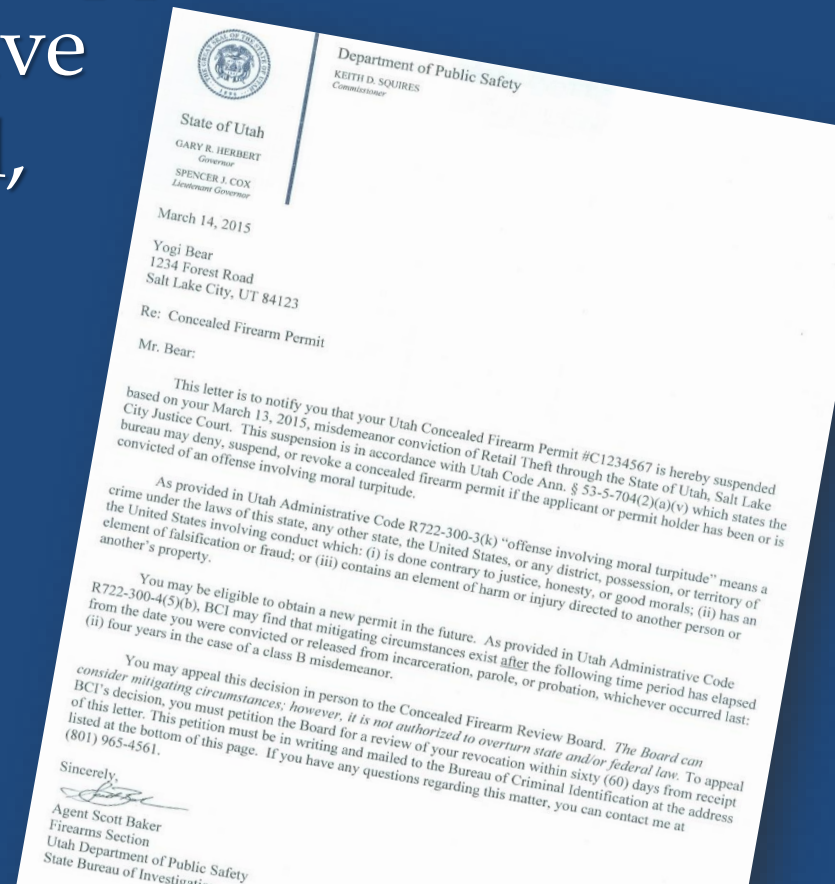 ve
THE GREAT SEAL OF THE STATE OF UTAH
1896
State of Utah
GARY R. HERBERT
Governor
SPENCER J. COX
Lieutenant Governor
Department of Public Safety
KEITH D. SQUIRES
Commissioner
March 14, 2015
Yogi Bear
1234 Forest Road
Salt Lake City, UT 84123
Re: Concealed Firearm Permit
Mr. Bear:
This letter is to notify you that your Utah Concealed Firearm Permit #C1234567 is hereby suspended
based on your March 13, 2015, misdemeanor conviction of Retail Theft through the State of Utah, Salt Lake
City Justice Court. This suspension is in accordance with Utah Code Ann. § 53-5-704(2)(a)(v) which states the
bureau may deny, suspend, or revoke a concealed firearm permit if the applicant or permit holder has been or is
convicted of an offense involving moral turpitude.
As provided in Utah Administrative Code R722-300-3(k) “offense involving moral turpitude” means a
crime under the laws of this state, any other state, the United States, or any district, possession, or territory of
the United States involving conduct which: (i) is done contrary to justice, honesty, or good morals; (ii) has an
element of falsification or fraud; or (iii) contains an element of harm or injury directed to another person or
another’s property.
You may be eligible to obtain a new permit in the future. As provided in Utah Administrative Code
R722-300-4(5)(b), BCI may find that mitigating circumstances exist after the following time period has elapsed
from the date you were convicted or released from incarceration, parole, or probation, whichever occurred last:
(ii) four years in the case of a class B misdemeanor.
You may appeal this decision in person to the Concealed Firearm Review Board. The Board can
consider mitigating circumstances; however, it is not authorized to overturn state and/or federal law. To appeal
BCI’s decision, you must petition the Board for a review of your revocation within sixty (60) days from receipt
of this letter. This petition must be in writing and mailed to the Bureau of Criminal Identification at the address
listed at the bottom of this page. If you have any questions regarding this matter, you can contact me at
(801) 965-4561.
Sincerely,
Agent Scott Baker
Firearms Section
Utah Department of Public Safety
State Bureau of